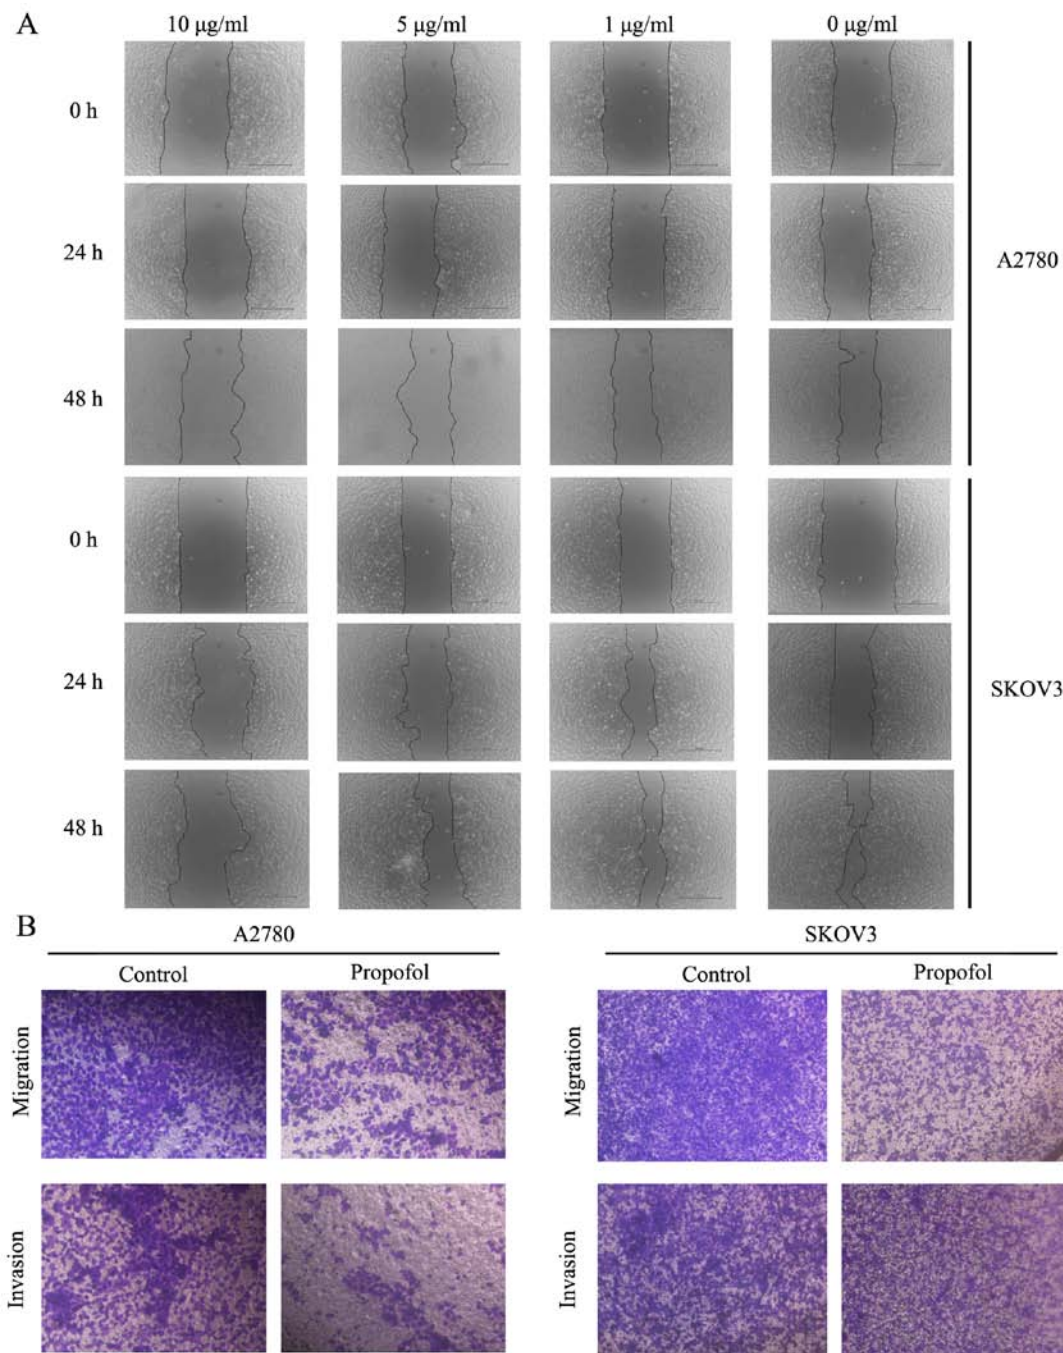 A
10 μg/ml 5 μg/ml 1 μg/ml 0 μg/ml
0 h
24 h
A2780
48 h
0 h
24 h
SKOV3
48 h
B
A2780 SKOV3
Control Propofol Control Propofol
Migration Migration
Invasion Invasion